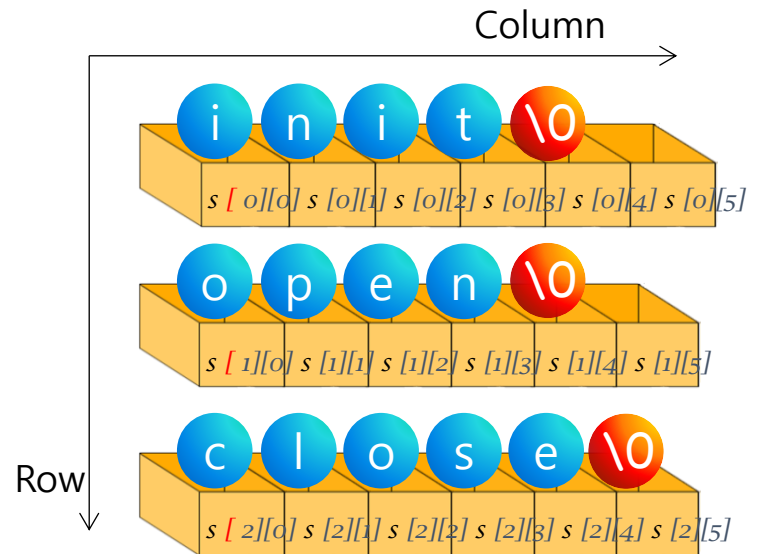 Column
i n i t \0
s [ 0][0] s [0][1] s [0][2] s [0][3] s [0][4] s [0][5]
o p e n \0
s [ 1][0] s [1][1] s [1][2] s [1][3] s [1][4] s [1][5]
c l o s e \0
Row
s [ 2][0] s [2][1] s [2][2] s [2][3] s [2][4] s [2][5]